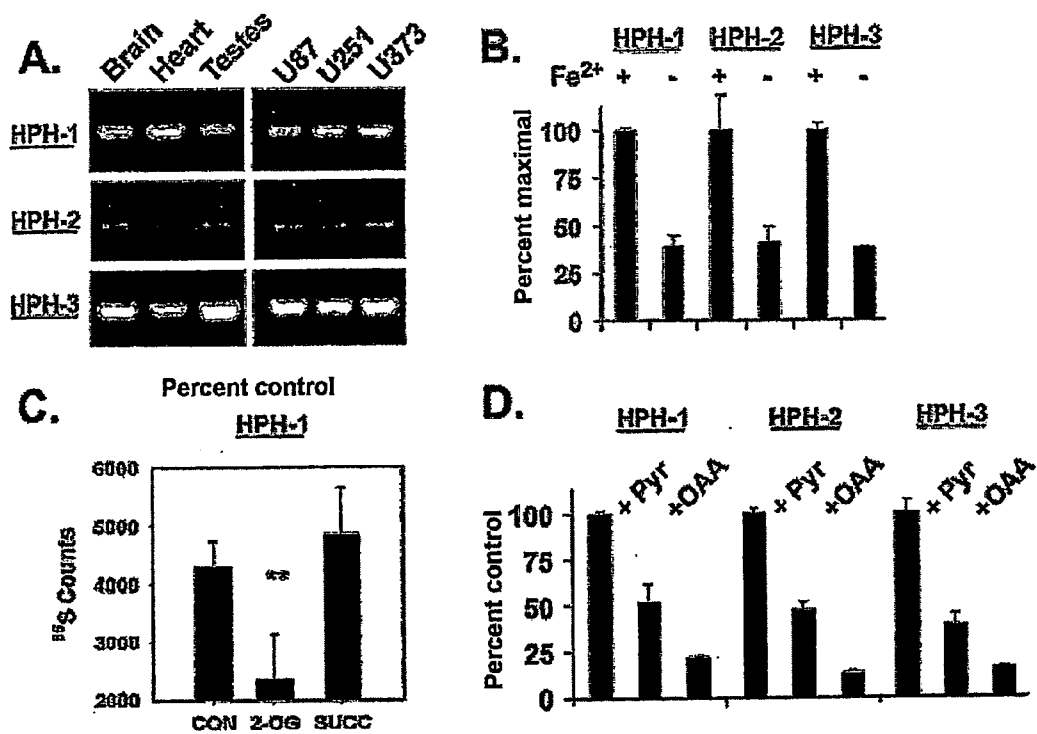 A.
Brain Heart Testes U87 U251 U373
HPH-1
HPH-2
HPH-3
B.
HPH-1 HPH-2 HPH-3
Fe2+ + - + - + -
Percent maximal
100
75
50
25
0
C.
Percent control
HPH-1
35S Counts
6000
5000
4000
3000
2000
**
CON 2-OG SUCC
D.
HPH-1 HPH-2 HPH-3
+ Pyr +OAA + Pyr +OAA + Pyr +OAA
Percent control
100
75
50
25
0